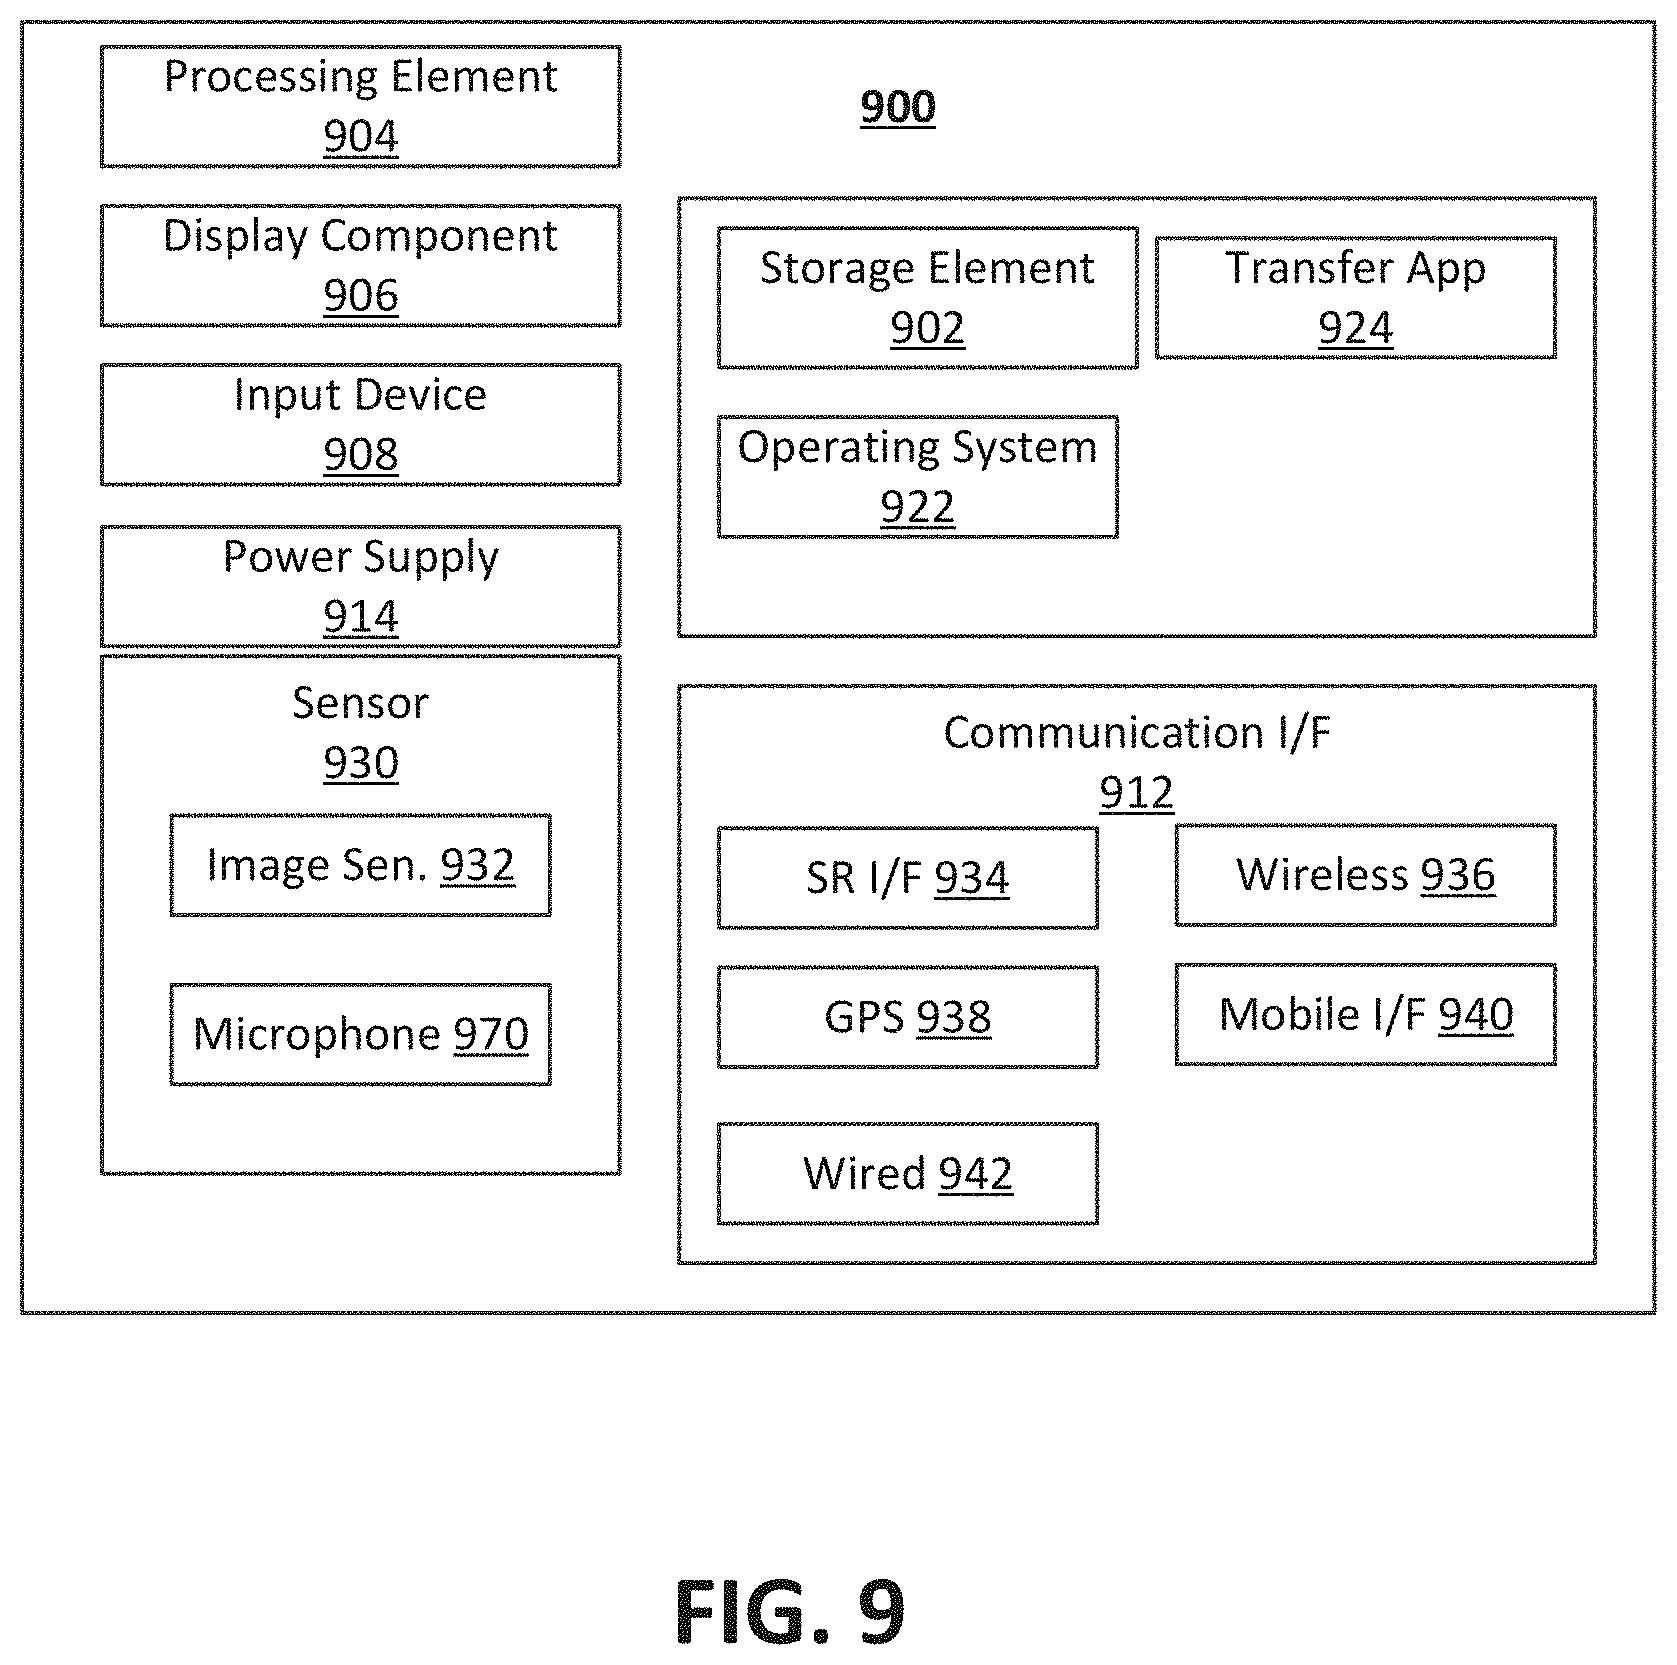 Processing Element
904
900
Display Component
906
Storage Element
902
Transfer App
924
Input Device
908
Operating System
922
Power Supply
914
Sensor
930
Image Sen. 932
Microphone 970
Communication I/F
912
SR I/F 934
Wireless 936
GPS 938
Mobile I/F 940
Wired 942
FIG. 9